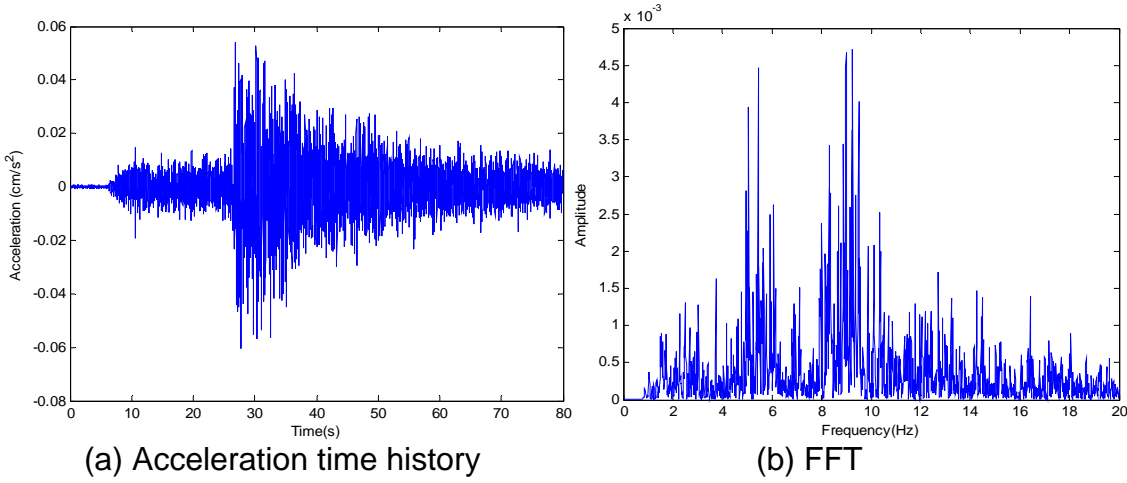 0.06
0.04
0.02
0
-0.02
-0.04
-0.06
-0.08
Acceleration (cm/s²)
0 10 20 30 40 50 60 70 80
Time(s)
(a) Acceleration time history
x 10⁻³
5
4.5
4
3.5
3
2.5
2
1.5
1
0.5
0
Amplitude
0 2 4 6 8 10 12 14 16 18 20
Frequency(Hz)
(b) FFT